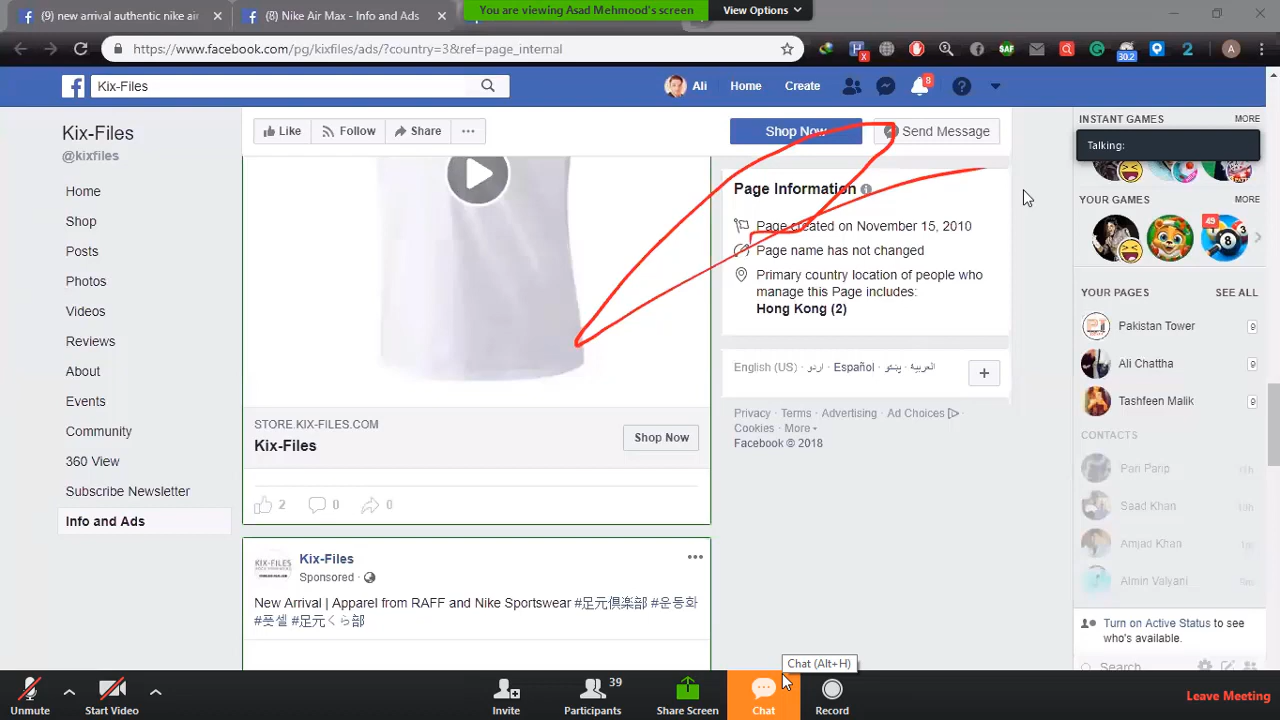 (9) new arrival authentic nike air
(8) Nike Air Max - Info and Ads
You are viewing Asad Mehmood's screen
View Options
https://www.facebook.com/pg/kixfiles/ads/?country=3&ref=page_internal
Kix-Files
Ali
Home
Create
8
Kix-Files
@kixfiles
Home
Shop
Posts
Photos
Videos
Reviews
About
Events
Community
360 View
Subscribe Newsletter
Info and Ads
Like
Follow
Share
Shop Now
Send Message
STORE.KIX-FILES.COM
Kix-Files
Shop Now
2
0
0
Kix-Files
Sponsored ·
New Arrival | Apparel from RAFF and Nike Sportswear #足元倶楽部 #운동화
#풋셀 #足元くら部
Page Information
Page created on November 15, 2010
Page name has not changed
Primary country location of people who
manage this Page includes:
Hong Kong (2)
English (US) · اردو · Español · پښتو · العربية
Privacy · Terms · Advertising · Ad Choices ·
Cookies · More
Facebook © 2018
INSTANT GAMES
MORE
Talking:
YOUR GAMES
MORE
49
YOUR PAGES
SEE ALL
Pakistan Tower
9
Ali Chattha
9
Tashfeen Malik
9
CONTACTS
Pari Parip
Saad Khan
Amjad Khan
Almin Valyani
Turn on Active Status to see
who's available.
Search
Chat (Alt+H)
Unmute
Start Video
Invite
39
Participants
Share Screen
Chat
Record
Leave Meeting